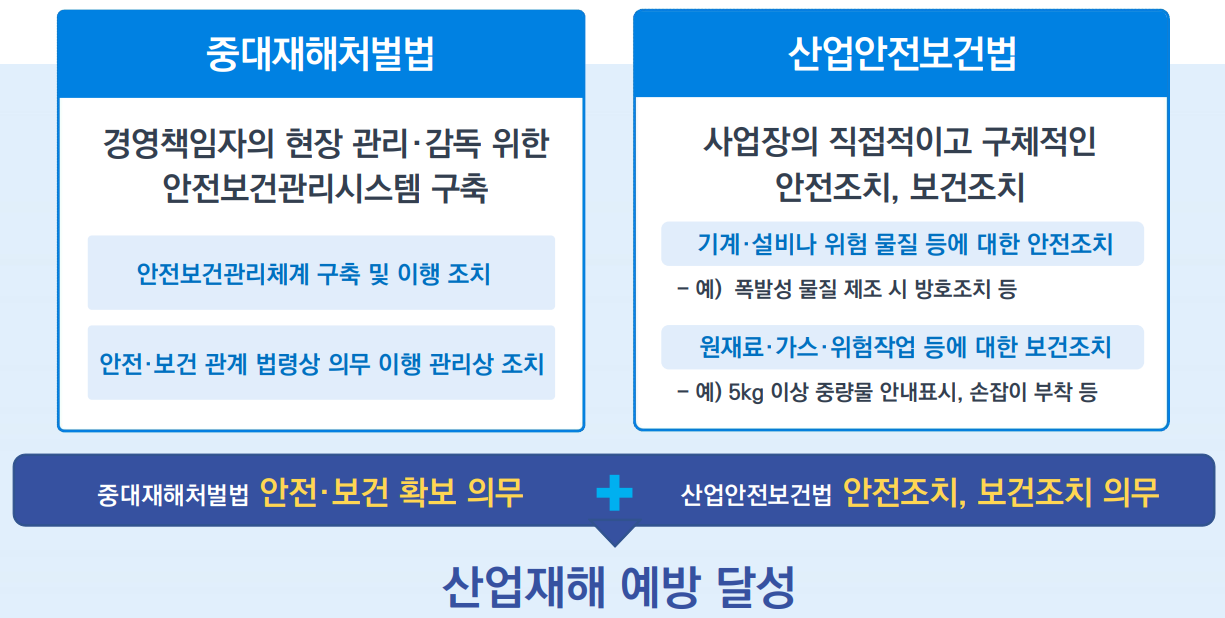 중대재해처벌법
경영책임자의 현장 관리·감독 위한
안전보건관리시스템 구축
안전보건관리체계 구축 및 이행 조치
안전·보건 관계 법령상 의무 이행 관리상 조치
산업안전보건법
사업장의 직접적이고 구체적인
안전조치, 보건조치
기계·설비나 위험 물질 등에 대한 안전조치
- 예) 폭발성 물질 제조 시 방호조치 등
원재료·가스·위험작업 등에 대한 보건조치
- 예) 5kg 이상 중량물 안내표시, 손잡이 부착 등
중대재해처벌법 안전·보건 확보 의무 + 산업안전보건법 안전조치, 보건조치 의무
산업재해 예방 달성